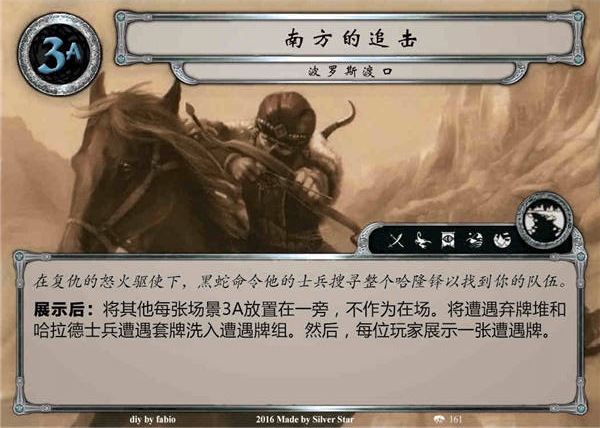 3A
南方的追击
波罗斯渡口
在复仇的怒火驱使下，黑蛇命令他的士兵搜寻整个哈隆铎以找到你的队伍。
展示后：将其他每张场景3A放置在一旁，不作为在场。将遭遇弃牌堆和
哈拉德士兵遭遇套牌洗入遭遇牌组。然后，每位玩家展示一张遭遇牌。
diy by fabio 2016 Made by Silver Star 161